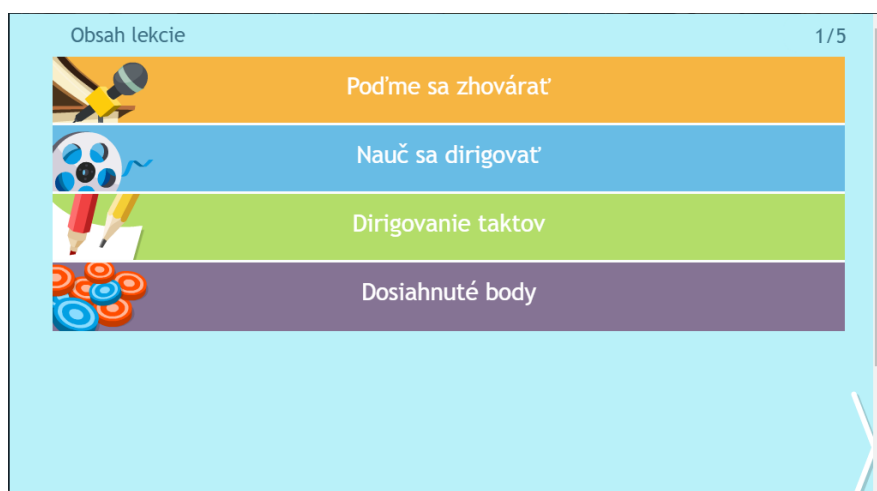 Obsah lekcie 1/5
Poďme sa zhovárať
Nauč sa dirigovať
Dirigovanie taktov
Dosiahnuté body